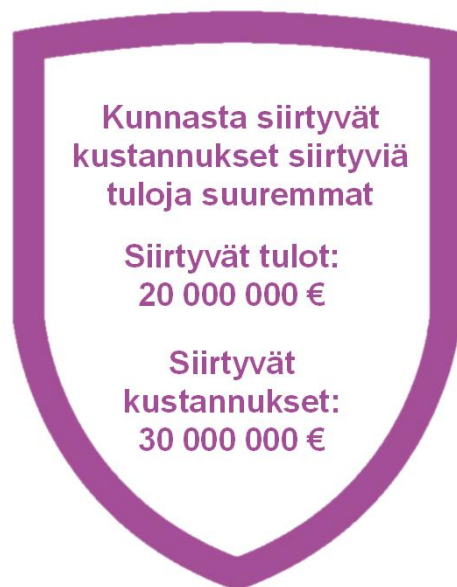 Kunnasta siirtyvät
kustannukset siirtyviä
tuloja suuremmat
Siirtyvät tulot:
20 000 000 €
Siirtyvät
kustannukset:
30 000 000 €